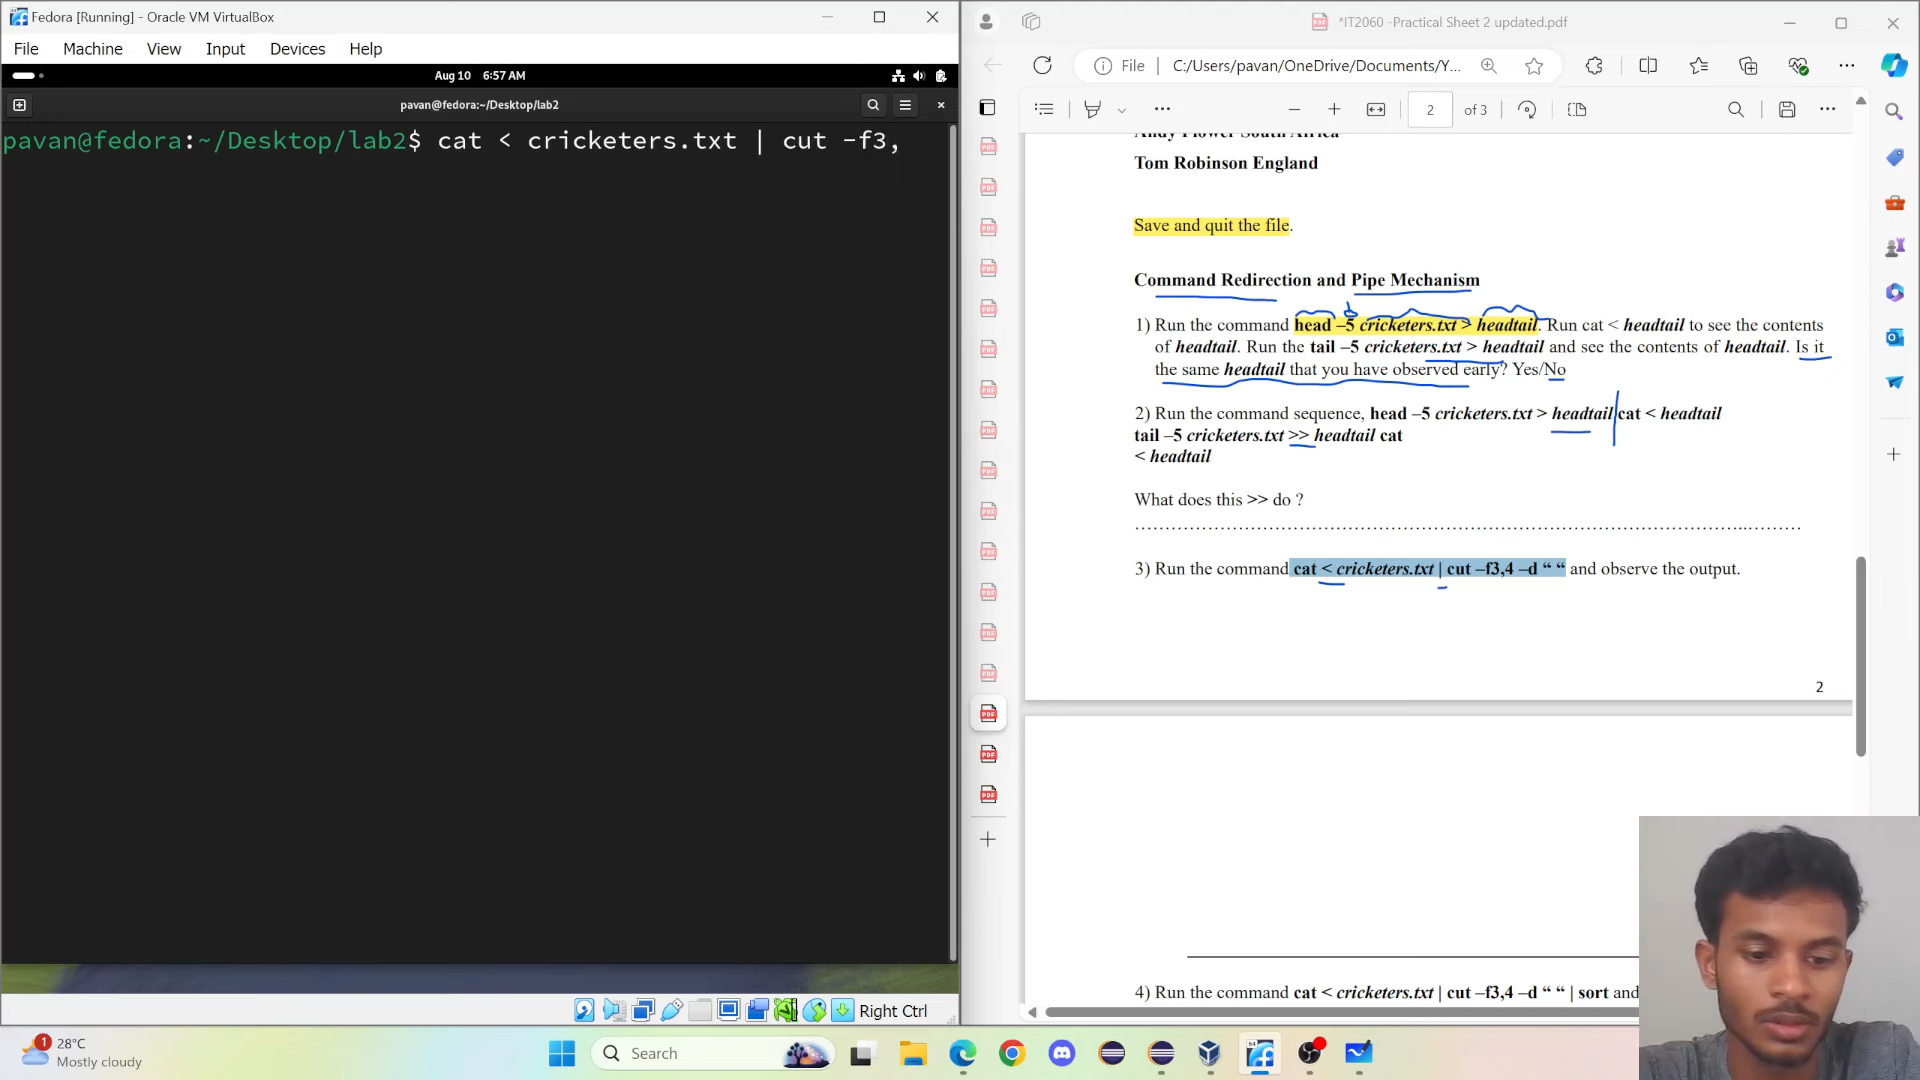 Fedora [Running] - Oracle VM VirtualBox
File Machine View Input Devices Help
Aug 10 6:57 AM
pavan@fedora:~/Desktop/lab2
pavan@fedora:~/Desktop/lab2$ cat < cricketers.txt | cut -f3,
Right Ctrl
*IT2060 -Practical Sheet 2 updated.pdf
File C:/Users/pavan/OneDrive/Documents/Y...
2 of 3
Andy Flower South Africa
Tom Robinson England
Save and quit the file.
Command Redirection and Pipe Mechanism
1) Run the command head –5 cricketers.txt > headtail. Run cat < headtail to see the contents
of headtail. Run the tail –5 cricketers.txt > headtail and see the contents of headtail. Is it
the same headtail that you have observed early? Yes/No
2) Run the command sequence, head –5 cricketers.txt > headtail cat < headtail
tail –5 cricketers.txt >> headtail cat
< headtail
What does this >> do ?
3) Run the command cat < cricketers.txt | cut –f3,4 –d “ “ and observe the output.
2
4) Run the command cat < cricketers.txt | cut –f3,4 –d “ “ | sort and
1
28°C
Mostly cloudy
Search